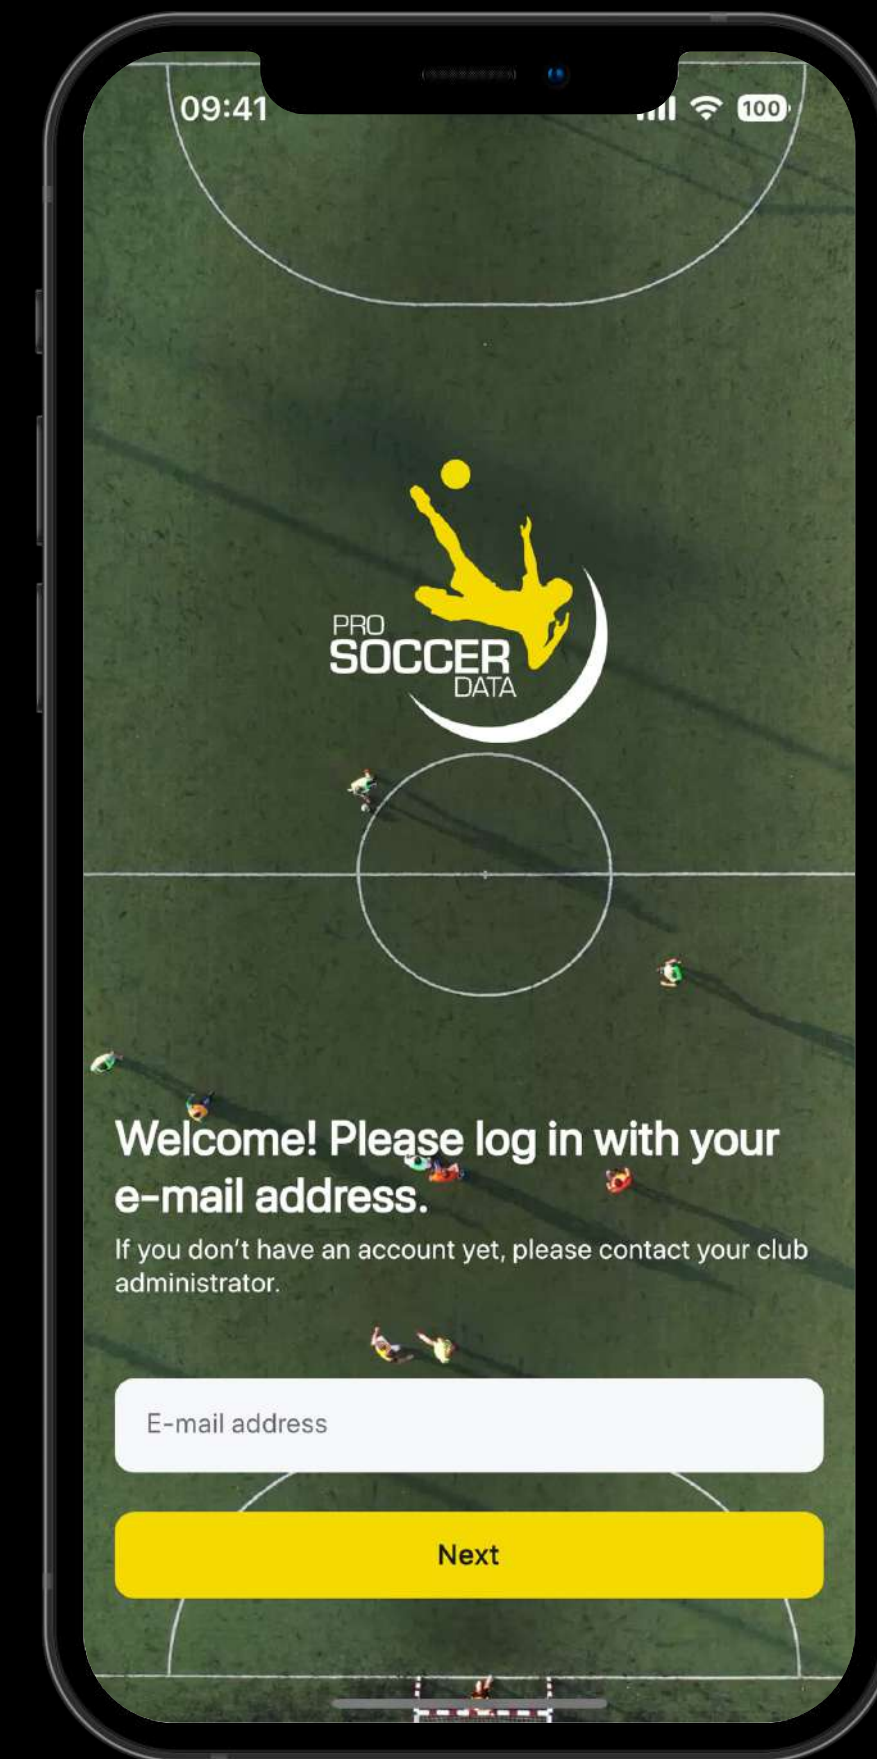 09:41
100
PRO
SOCCER
DATA
Welcome! Please log in with your
e-mail address.
If you don't have an account yet, please contact your club
administrator.
E-mail address
Next